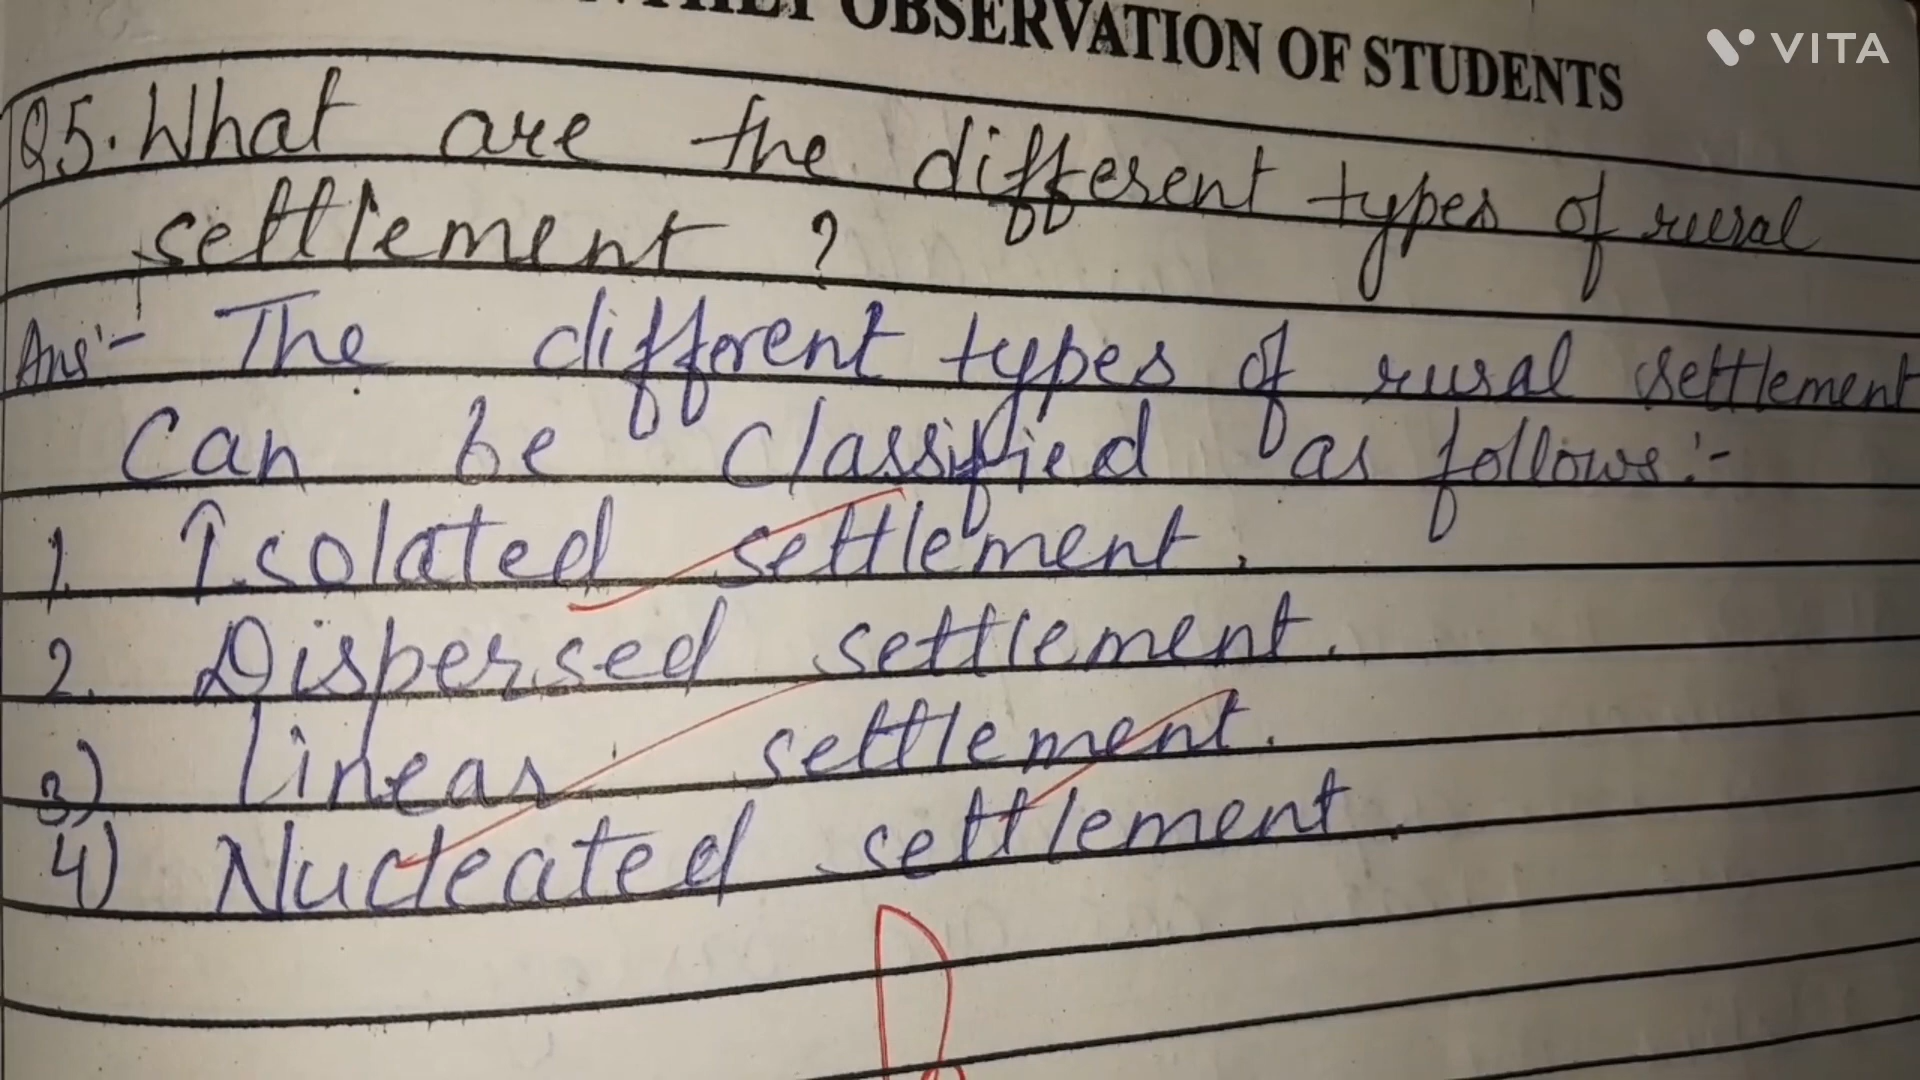 OBSERVATION OF STUDENTS
VITA
Q5. What are the different types of rural
settlement ?
Ans:- The different types of rural settlement
Can be classified as follows:-
1. Isolated settlement.
2. Dispersed settlement.
3) Linear settlement.
4) Nucleated settlement.